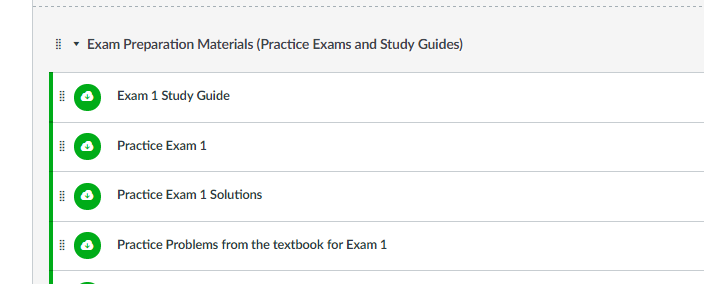 Exam Preparation Materials (Practice Exams and Study Guides)
Exam 1 Study Guide
Practice Exam 1
Practice Exam 1 Solutions
Practice Problems from the textbook for Exam 1